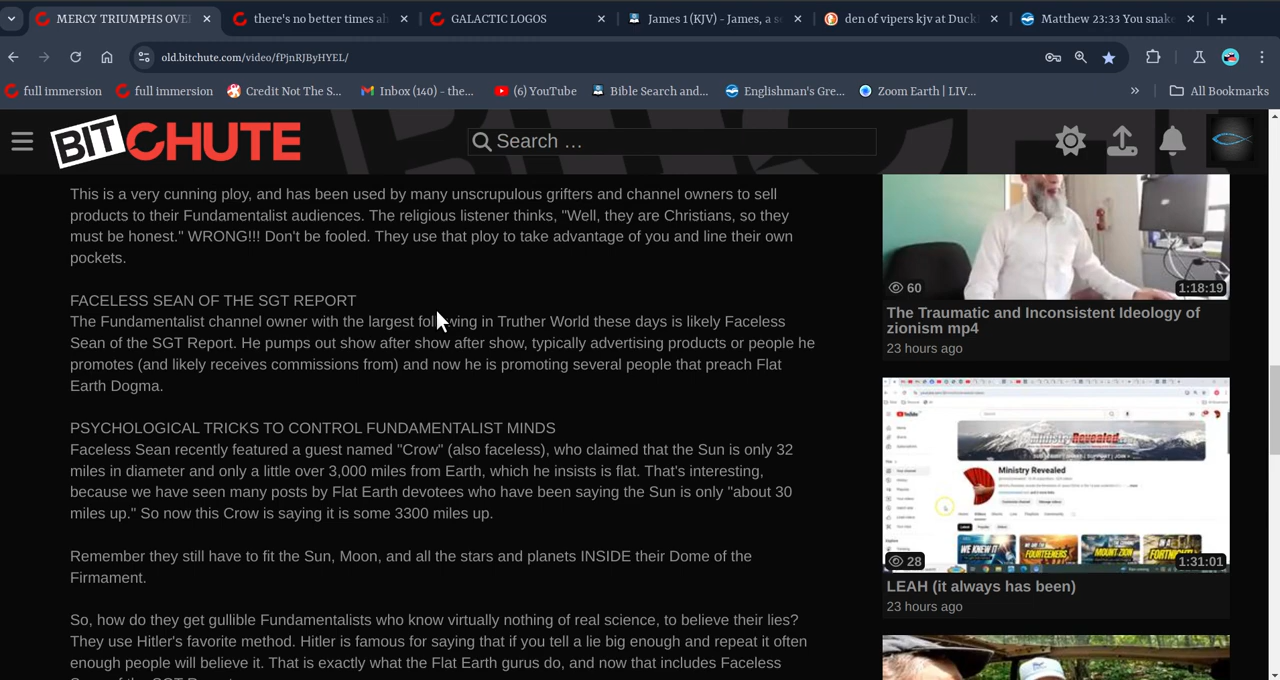 MERCY TRIUMPHS OVE
there's no better times ah
GALACTIC LOGOS
James 1 (KJV) - James, a se
den of vipers kjv at Duck
Matthew 23:33 You snake
old.bitchute.com/video/fPjnRJByHYEL/
full immersion
full immersion
Credit Not The S...
Inbox (140) - the...
(6) YouTube
Bible Search and...
Englishman's Gre...
Zoom Earth | LIV...
All Bookmarks
BITCHUTE
Search ...
This is a very cunning ploy, and has been used by many unscrupulous grifters and channel owners to sell
products to their Fundamentalist audiences. The religious listener thinks, "Well, they are Christians, so they
must be honest." WRONG!!! Don't be fooled. They use that ploy to take advantage of you and line their own
pockets.
FACELESS SEAN OF THE SGT REPORT
The Fundamentalist channel owner with the largest following in Truther World these days is likely Faceless
Sean of the SGT Report. He pumps out show after show after show, typically advertising products or people he
promotes (and likely receives commissions from) and now he is promoting several people that preach Flat
Earth Dogma.
PSYCHOLOGICAL TRICKS TO CONTROL FUNDAMENTALIST MINDS
Faceless Sean recently featured a guest named "Crow" (also faceless), who claimed that the Sun is only 32
miles in diameter and only a little over 3,000 miles from Earth, which he insists is flat. That's interesting,
because we have seen many posts by Flat Earth devotees who have been saying the Sun is only "about 30
miles up." So now this Crow is saying it is some 3300 miles up.
Remember they still have to fit the Sun, Moon, and all the stars and planets INSIDE their Dome of the
Firmament.
So, how do they get gullible Fundamentalists who know virtually nothing of real science, to believe their lies?
They use Hitler's favorite method. Hitler is famous for saying that if you tell a lie big enough and repeat it often
enough people will believe it. That is exactly what the Flat Earth gurus do, and now that includes Faceless
60
1:18:19
The Traumatic and Inconsistent Ideology of
zionism mp4
23 hours ago
YouTube
Ministry Revealed
Ministry Revealed
WE KNEW IT
FOURTEENERS
MOUNT ZION
IN A FORTNIGHT
28
1:31:01
LEAH (it always has been)
23 hours ago